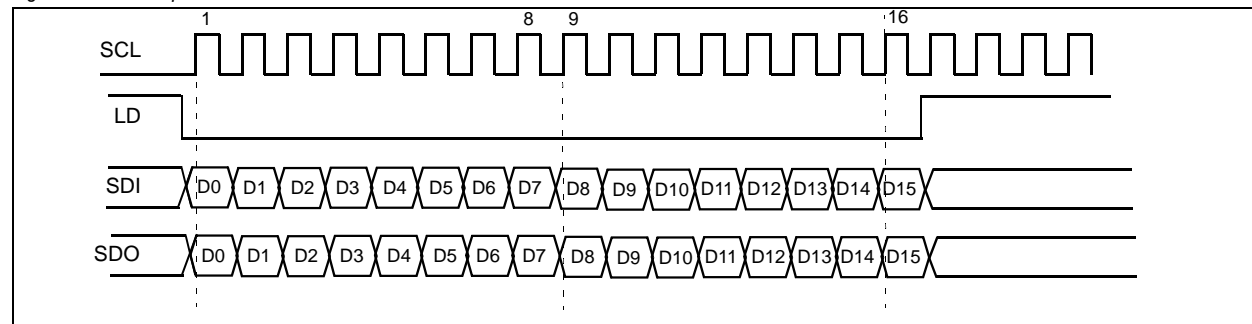 1 8 9 16
SCL
LD
SDI D0 D1 D2 D3 D4 D5 D6 D7 D8 D9 D10 D11 D12 D13 D14 D15
SDO D0 D1 D2 D3 D4 D5 D6 D7 D8 D9 D10 D11 D12 D13 D14 D15